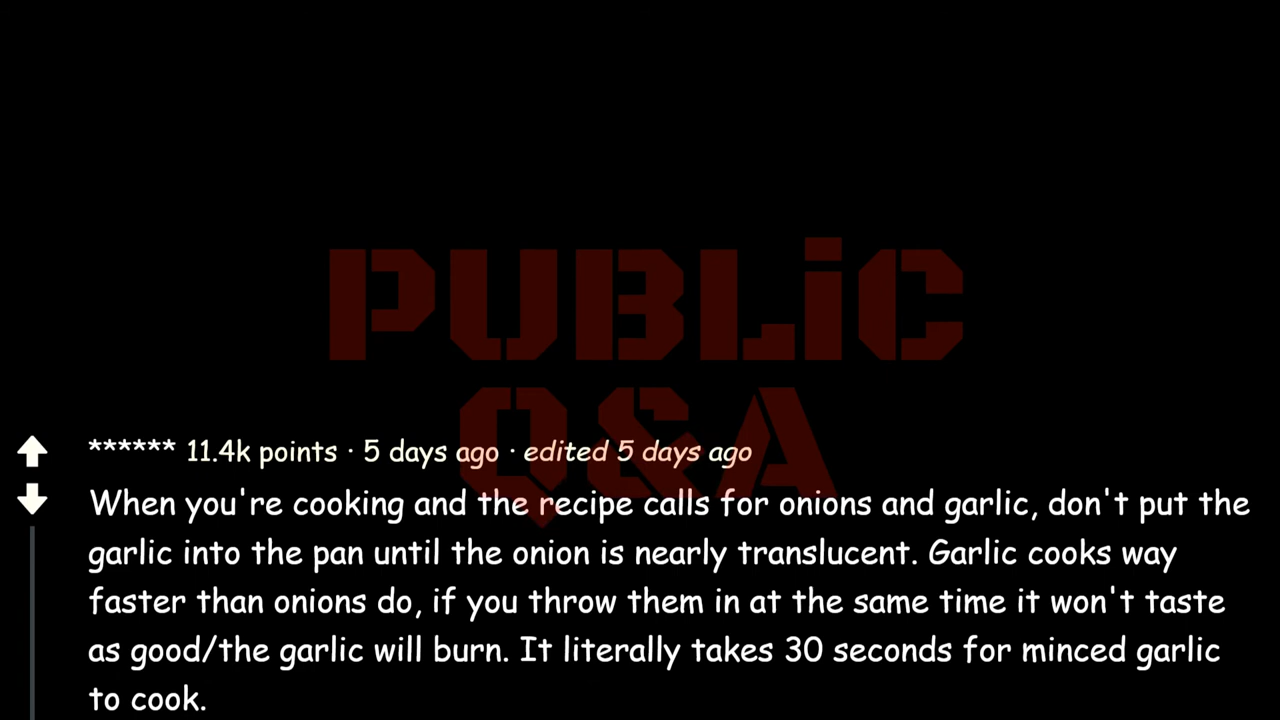 PUBLiC
Q&A
****** 11.4k points · 5 days ago · edited 5 days ago
When you're cooking and the recipe calls for onions and garlic, don't put the
garlic into the pan until the onion is nearly translucent. Garlic cooks way
faster than onions do, if you throw them in at the same time it won't taste
as good/the garlic will burn. It literally takes 30 seconds for minced garlic
to cook.